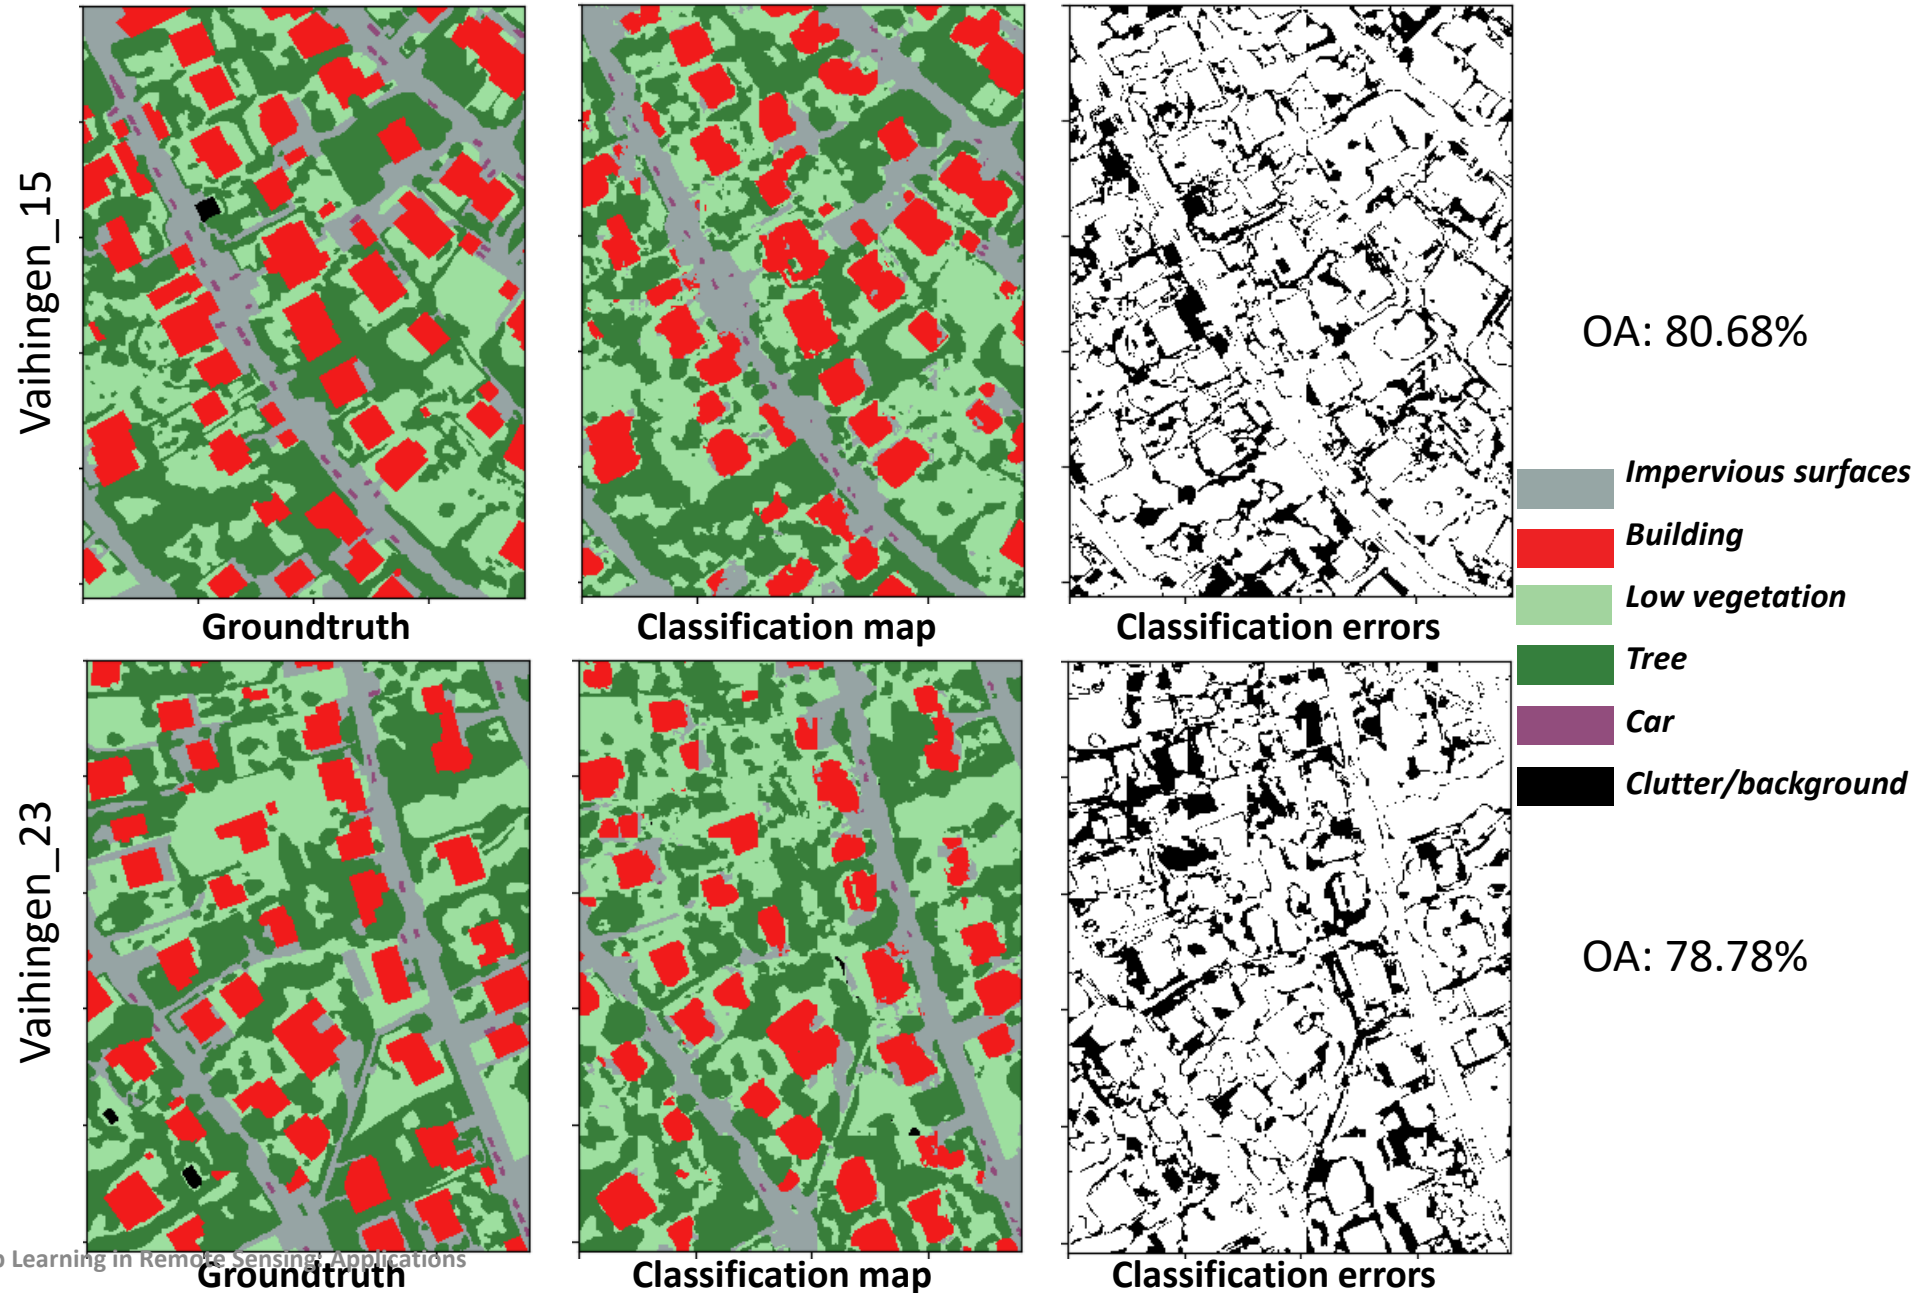 Vaihingen_15
Groundtruth
Classification map
Classification errors
OA: 80.68%
Impervious surfaces
Building
Low vegetation
Tree
Car
Clutter/background
Vaihingen_23
OA: 78.78%
Learning in Remote Sensing: Applications
Groundtruth
Classification map
Classification errors